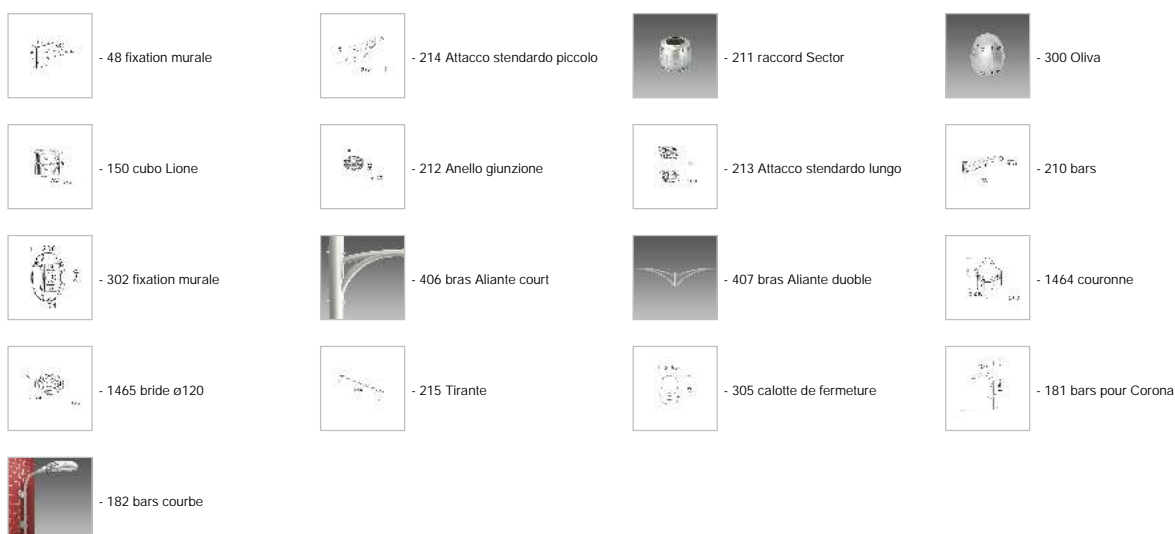 - 48 fixation murale
- 214 Attacco stendardo piccolo
- 211 raccord Sector
- 300 Oliva
- 150 cubo Lione
- 212 Anello giunzione
- 213 Attacco stendardo lungo
- 210 bars
- 302 fixation murale
- 406 bras Aliante court
- 407 bras Aliante duoble
- 1464 couronne
- 1465 bride ø120
- 215 Tirante
- 305 calotte de fermeture
- 181 bars pour Corona
- 182 bars courbe